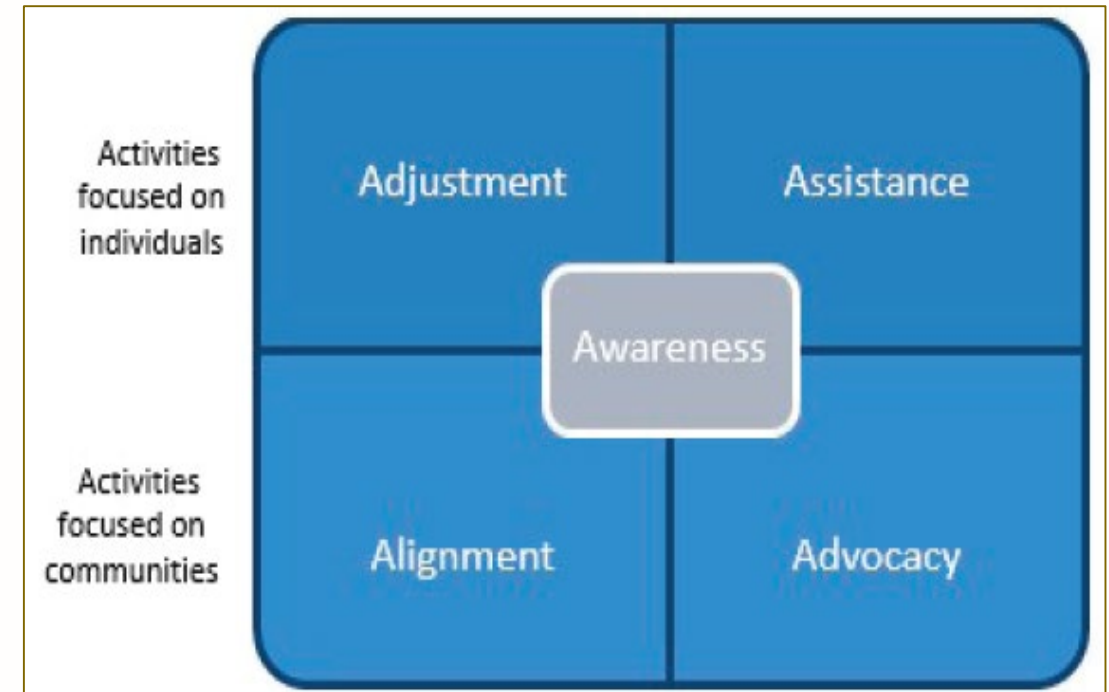 Activities
focused on
individuals
Adjustment
Assistance
Awareness
Activities
focused on
communities
Alignment
Advocacy